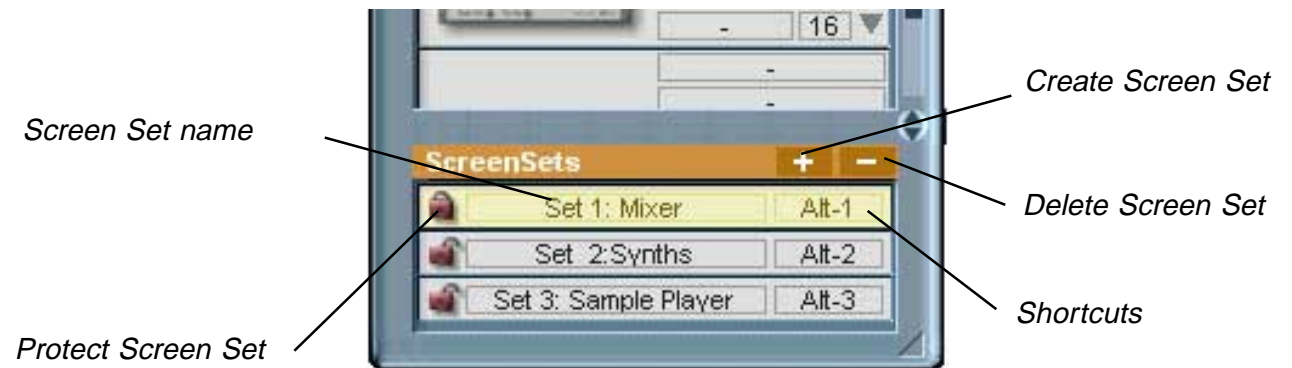 -
16
-
-
Create Screen Set
Screen Set name
ScreenSets + -
Delete Screen Set
Set 1: Mixer Alt-1
Set 2:Synths Alt-2
Set 3: Sample Player Alt-3
Shortcuts
Protect Screen Set